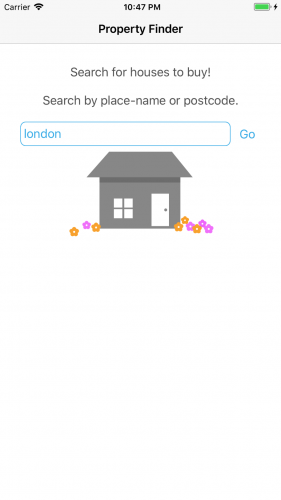 Carrier 10:47 PM
Property Finder
Search for houses to buy!
Search by place-name or postcode.
london Go